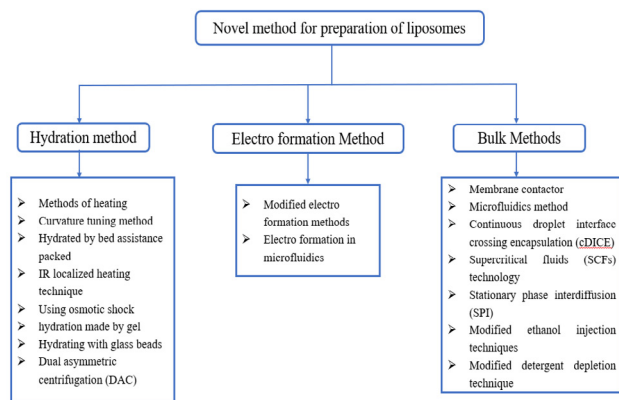 Novel method for preparation of liposomes
Hydration method
Methods of heating
Curvature tuning method
Hydrated by bed assistance
packed
IR localized heating
technique
Using osmotic shock
hydration made by gel
Hydrating with glass beads
Dual asymmetric
centrifugation (DAC)
Electro formation Method
Modified electro
formation methods
Electro formation in
microfluidics
Bulk Methods
Membrane contactor
Microfluidics method
Continuous droplet interface
crossing encapsulation (cDICE)
Supercritical fluids (SCFs)
technology
Stationary phase interdiffusion
(SPI)
Modified ethanol injection
techniques
Modified detergent depletion
technique